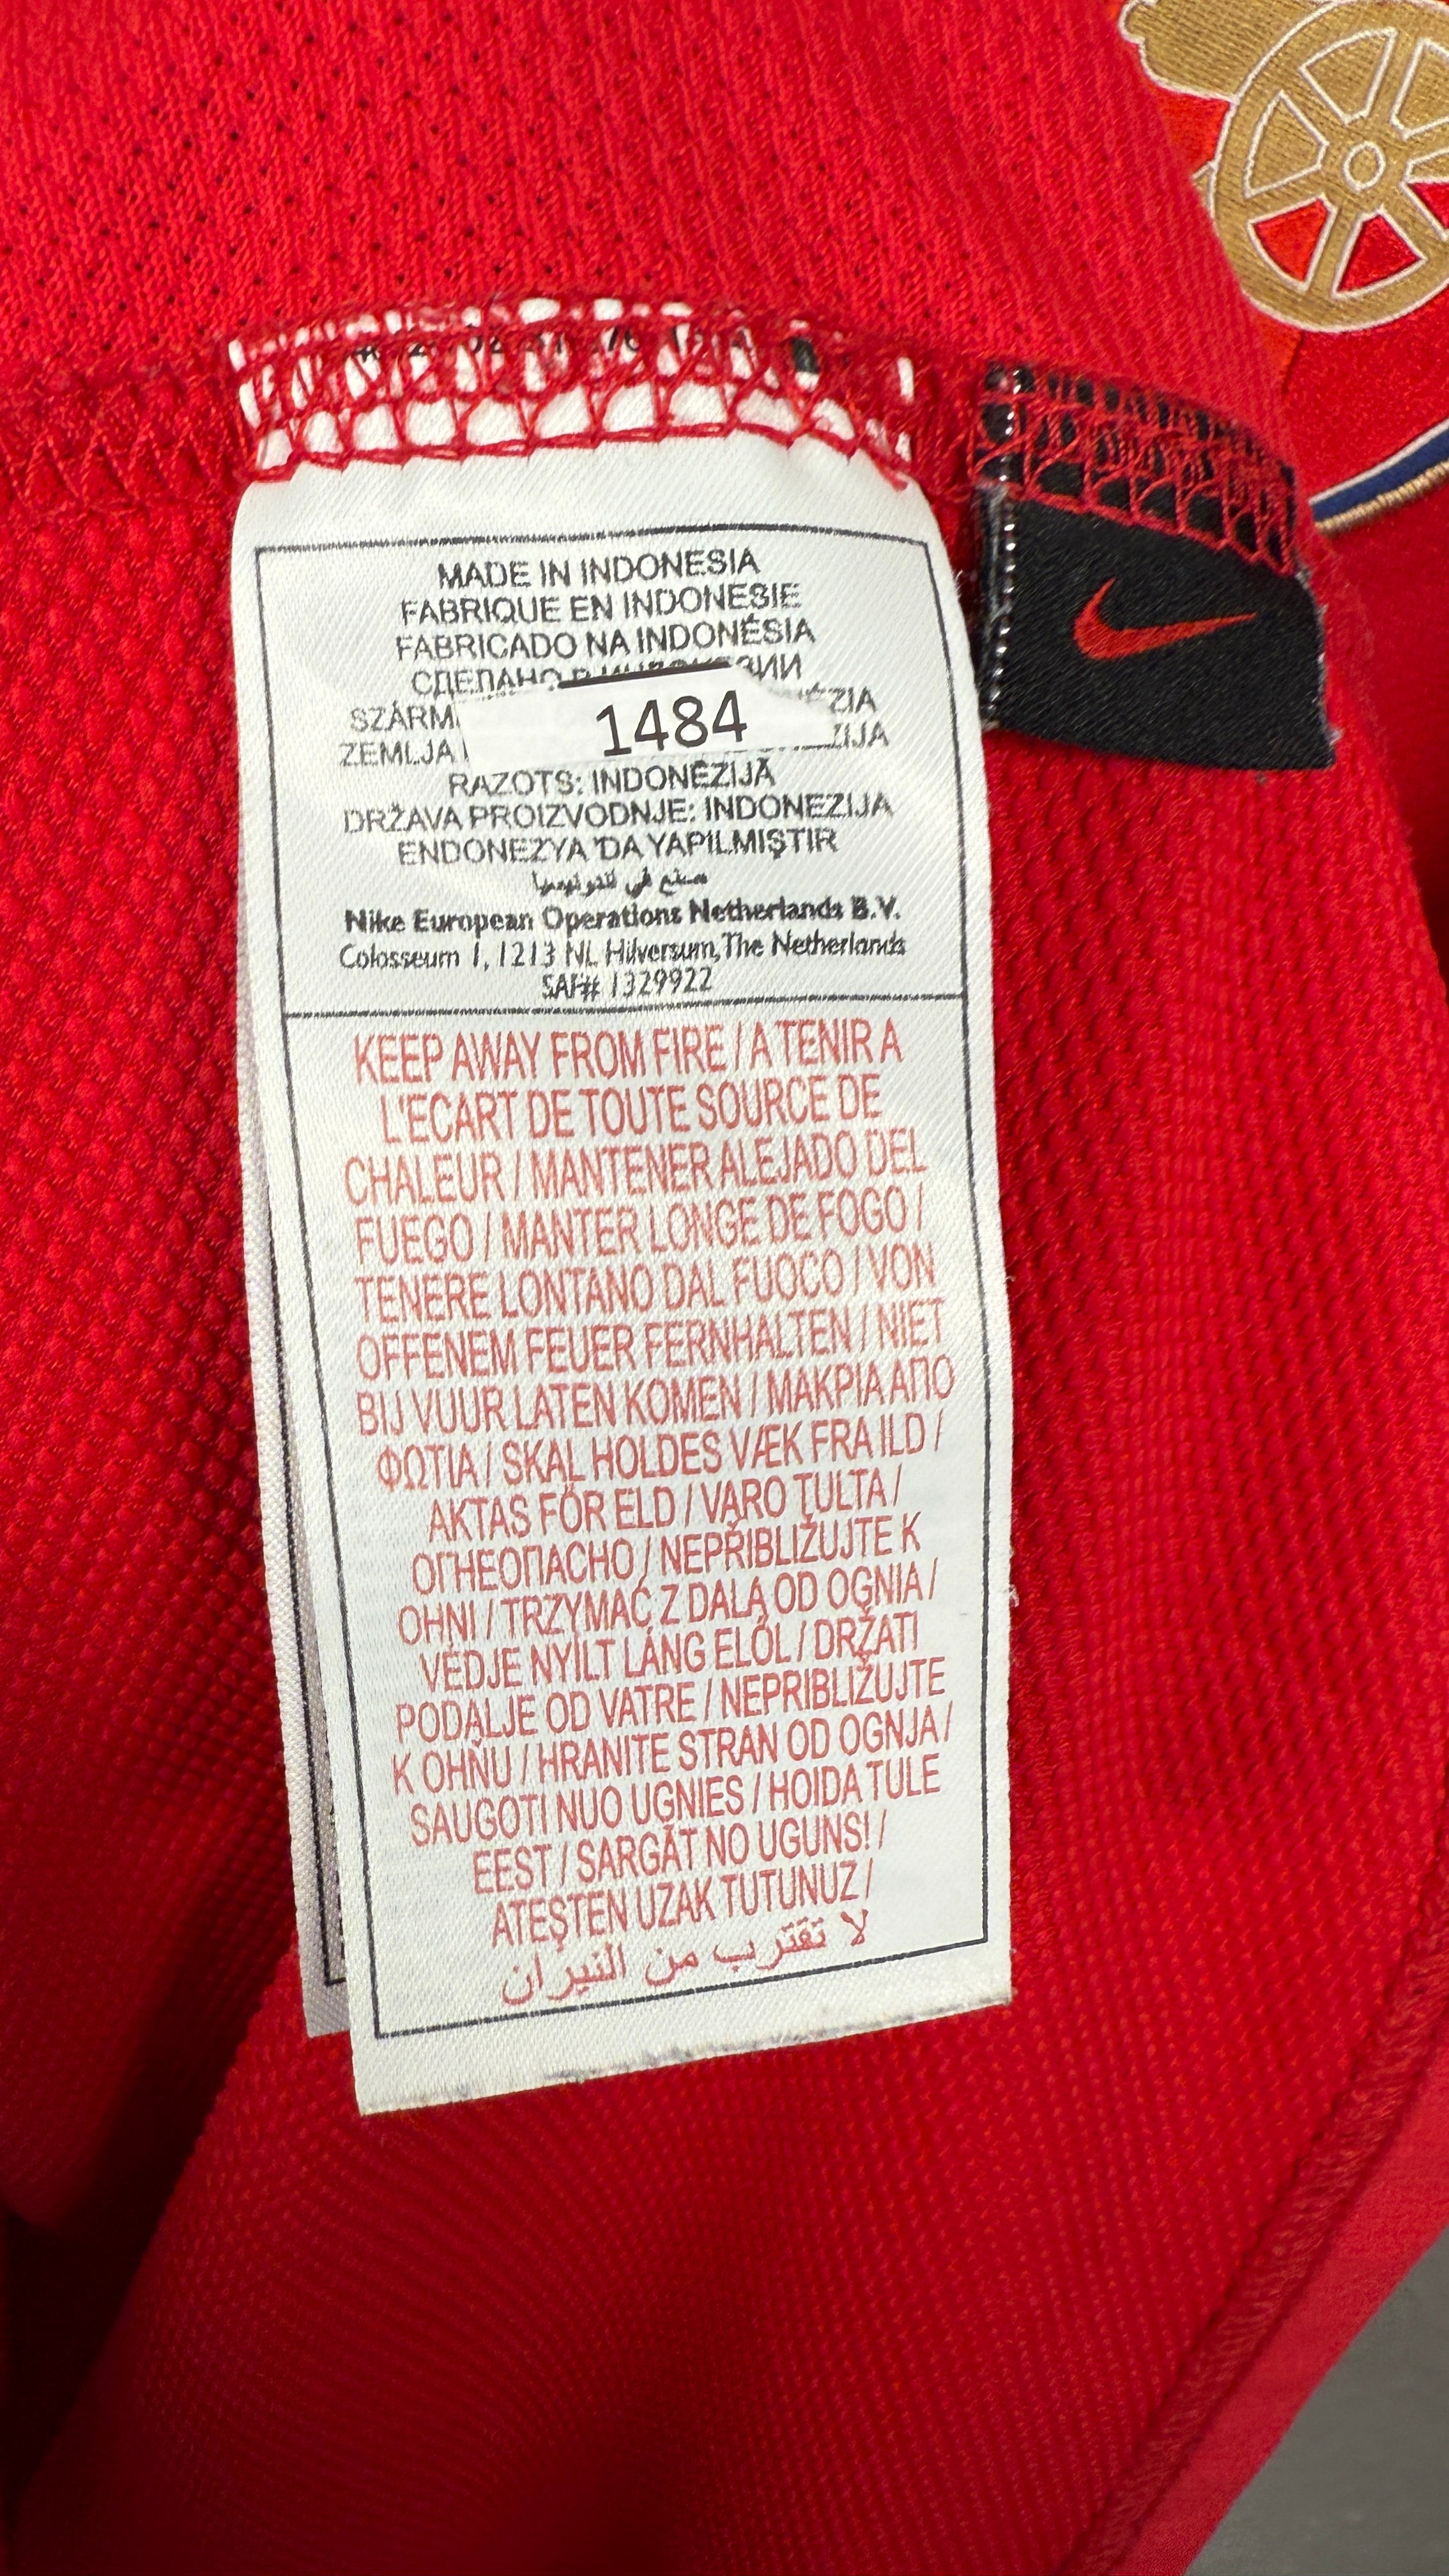 MADE IN INDONESIA
FABRIQUE EN INDONESIE
FABRICADO NA INDONÉSIA
СДЕЛАНО В
1484
ZEMLJA
RAZOTS: INDONĒZIJĀ
DRŽAVA PROIZVODNJE: INDONEZIJA
ENDONEZYA 'DA YAPILMIŞTIR
صنع في اندونيسيا
Nike European Operations Netherlands B.V.
Colosseum 1, 1213 NL Hilversum, The Netherlands
SAF# 1329922
KEEP AWAY FROM FIRE / A TENIR A
L'ECART DE TOUTE SOURCE DE
CHALEUR / MANTENER ALEJADO DEL
FUEGO / MANTER LONGE DE FOGO /
TENERE LONTANO DAL FUOCO / VON
OFFENEM FEUER FERNHALTEN / NIET
BIJ VUUR LATEN KOMEN / ΜΑΚΡΙΑ ΑΠΟ
ΦΩΤΙΑ / SKAL HOLDES VÆK FRA ILD /
AKTAS FÖR ELD / VARO TULTA /
ОГНЕОПАСНО / NEPŘIBLIŽUJTE K
OHNI / TRZYMAĆ Z DALA OD OGNIA /
VÉDJE NYÍLT LÁNG ELŐL / DRŽATI
PODALJE OD VATRE / NEPRIBLIŽUJTE
K OHŇU / HRANITE STRAN OD OGNJA /
SAUGOTI NUO UGNIES / HOIDA TULE
EEST / SARGĀT NO UGUNS! /
ATEŞTEN UZAK TUTUNUZ /
لا تقترب من النيران